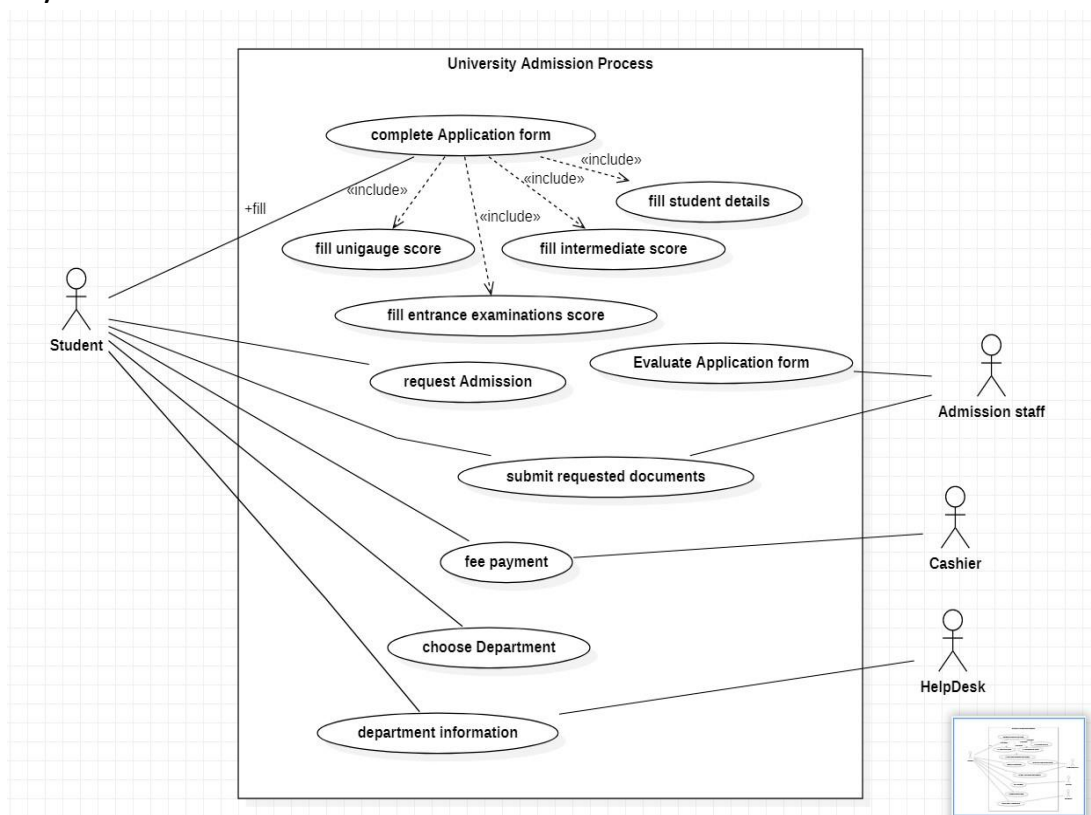 University Admission Process
complete Application form
«include»
«include»
«include»
«include»
+fill
fill student details
fill unigauge score
fill intermediate score
fill entrance examinations score
Student
Evaluate Application form
request Admission
Admission staff
submit requested documents
fee payment
Cashier
choose Department
HelpDesk
department information